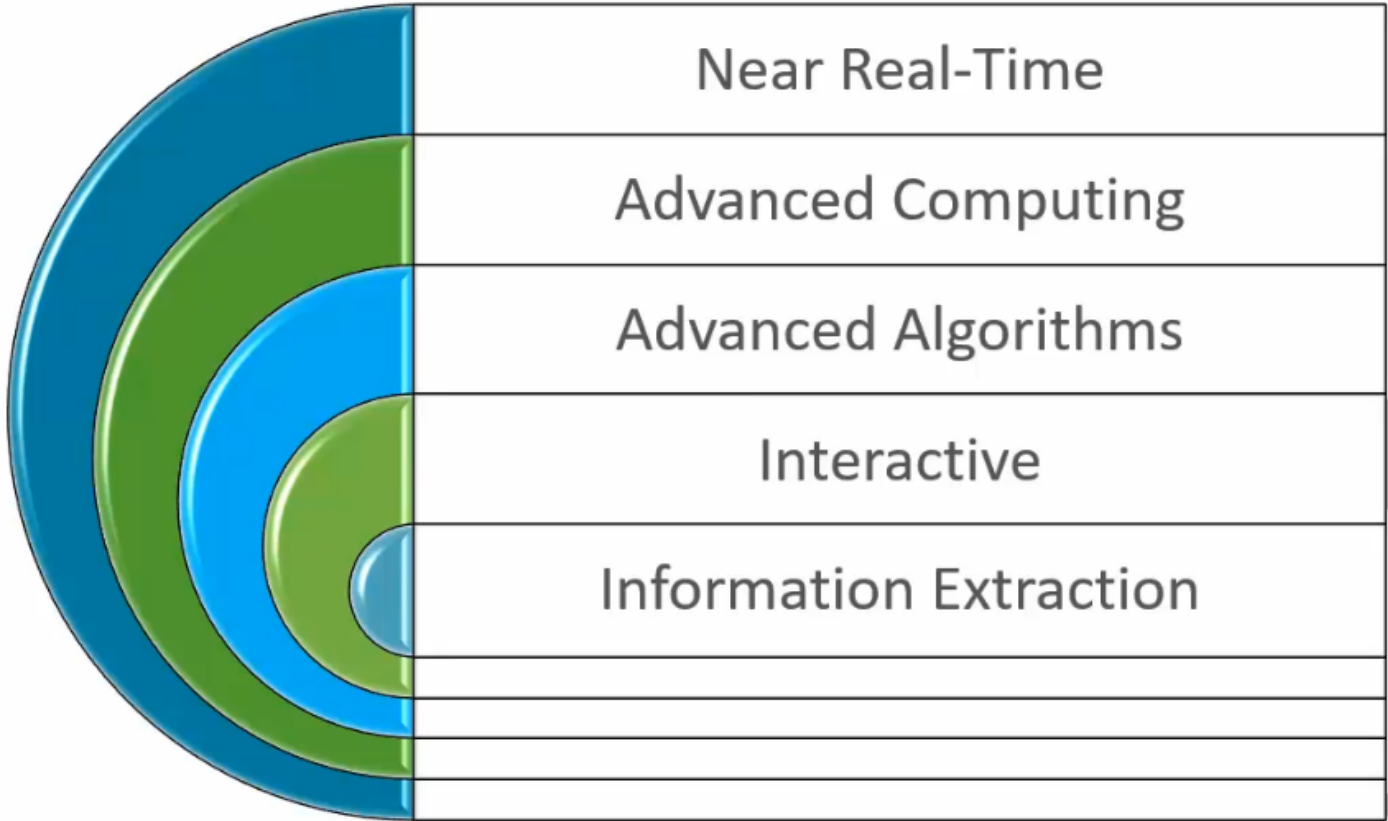 Near Real-Time
Advanced Computing
Advanced Algorithms
Interactive
Information Extraction